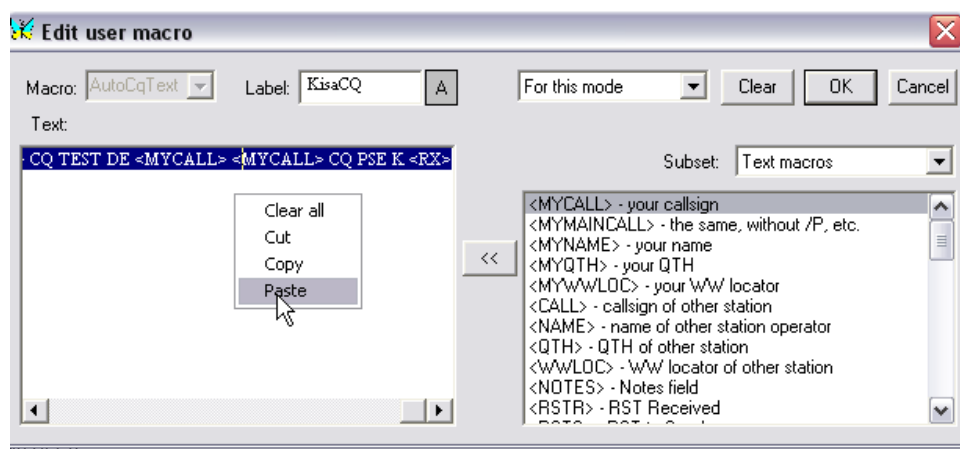 Edit user macro
Macro: AutoCqText Label: KisaCQ A For this mode Clear OK Cancel
Text:
CQ TEST DE <MYCALL> <MYCALL> CQ PSE K <RX>
Subset: Text macros
Clear all
Cut
Copy
Paste
<<
<MYCALL> - your callsign
<MYMAINCALL> - the same, without /P, etc.
<MYNAME> - your name
<MYQTH> - your QTH
<MYWWLOC> - your WW locator
<CALL> - callsign of other station
<NAME> - name of other station operator
<QTH> - QTH of other station
<WWLOC> - WW locator of other station
<NOTES> - Notes field
<RSTR> - RST Received